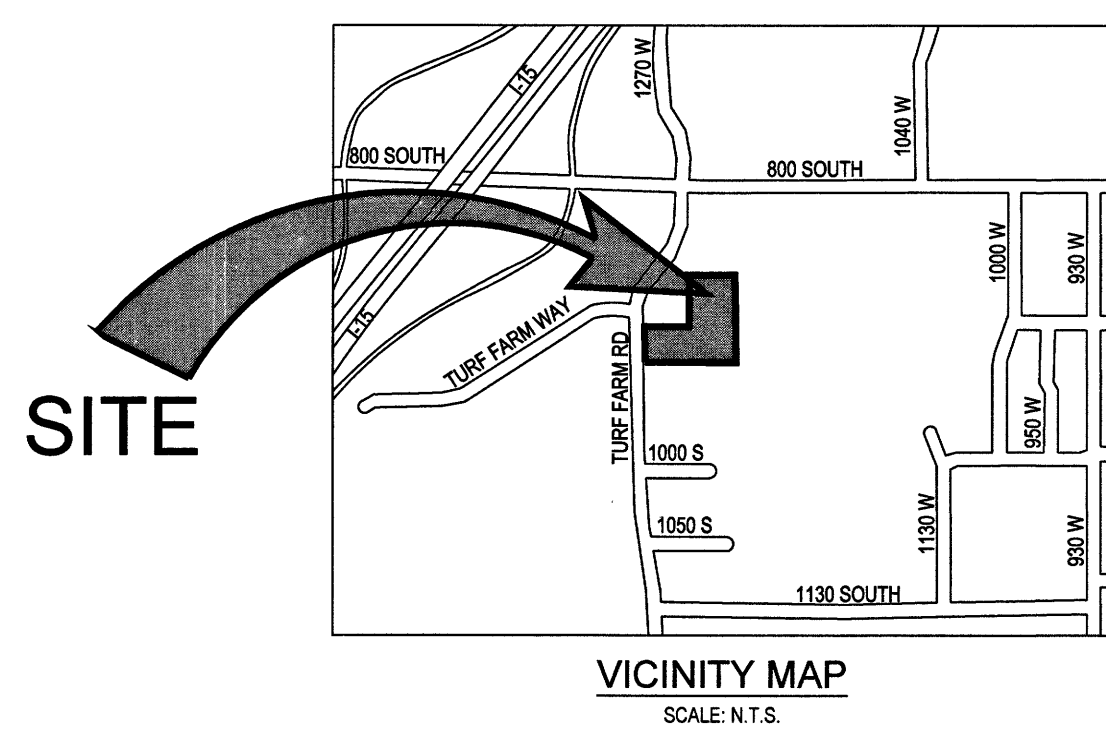 1270 W
I-15
1040 W
800 SOUTH
800 SOUTH
1000 W
930 W
I-15
TURF FARM WAY
TURF FARM RD
SITE
950 W
1000 S
1130 W
1050 S
930 W
1130 SOUTH
VICINITY MAP
SCALE: N.T.S.